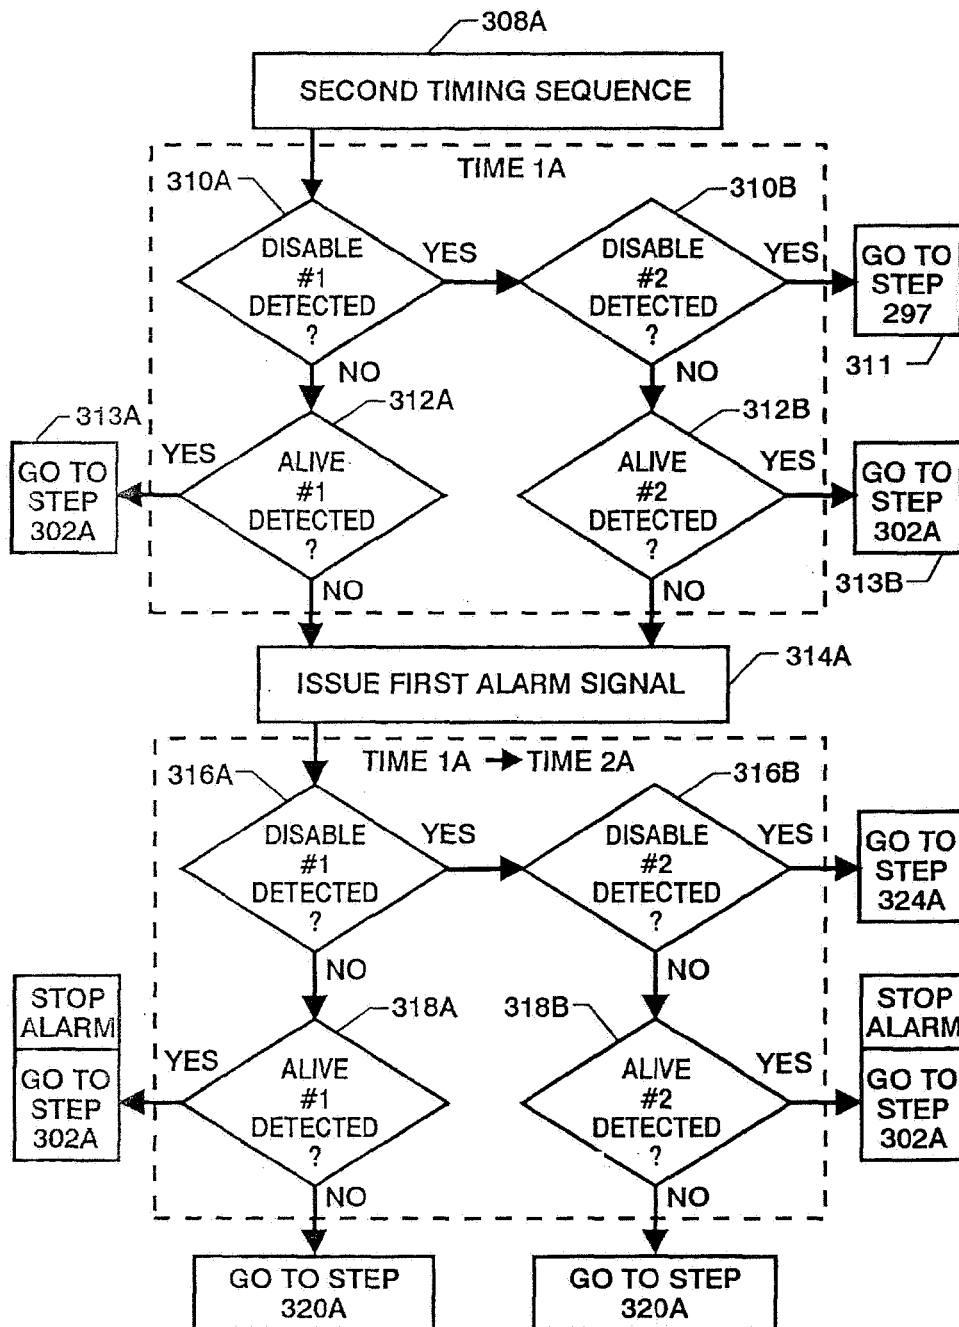 308A
SECOND TIMING SEQUENCE
TIME 1A
310A
310B
DISABLE
#1
DETECTED
?
YES
NO
DISABLE
#2
DETECTED
?
YES
NO
GO TO
STEP
297
311
312A
312B
313A
GO TO
STEP
302A
YES
ALIVE
#1
DETECTED
?
NO
ALIVE
#2
DETECTED
?
YES
NO
GO TO
STEP
302A
313B
ISSUE FIRST ALARM SIGNAL
314A
TIME 1A → TIME 2A
316A
316B
DISABLE
#1
DETECTED
?
YES
NO
DISABLE
#2
DETECTED
?
YES
NO
GO TO
STEP
324A
318A
318B
STOP
ALARM
GO TO
STEP
302A
YES
ALIVE
#1
DETECTED
?
NO
ALIVE
#2
DETECTED
?
YES
NO
STOP
ALARM
GO TO
STEP
302A
GO TO STEP
320A
GO TO STEP
320A